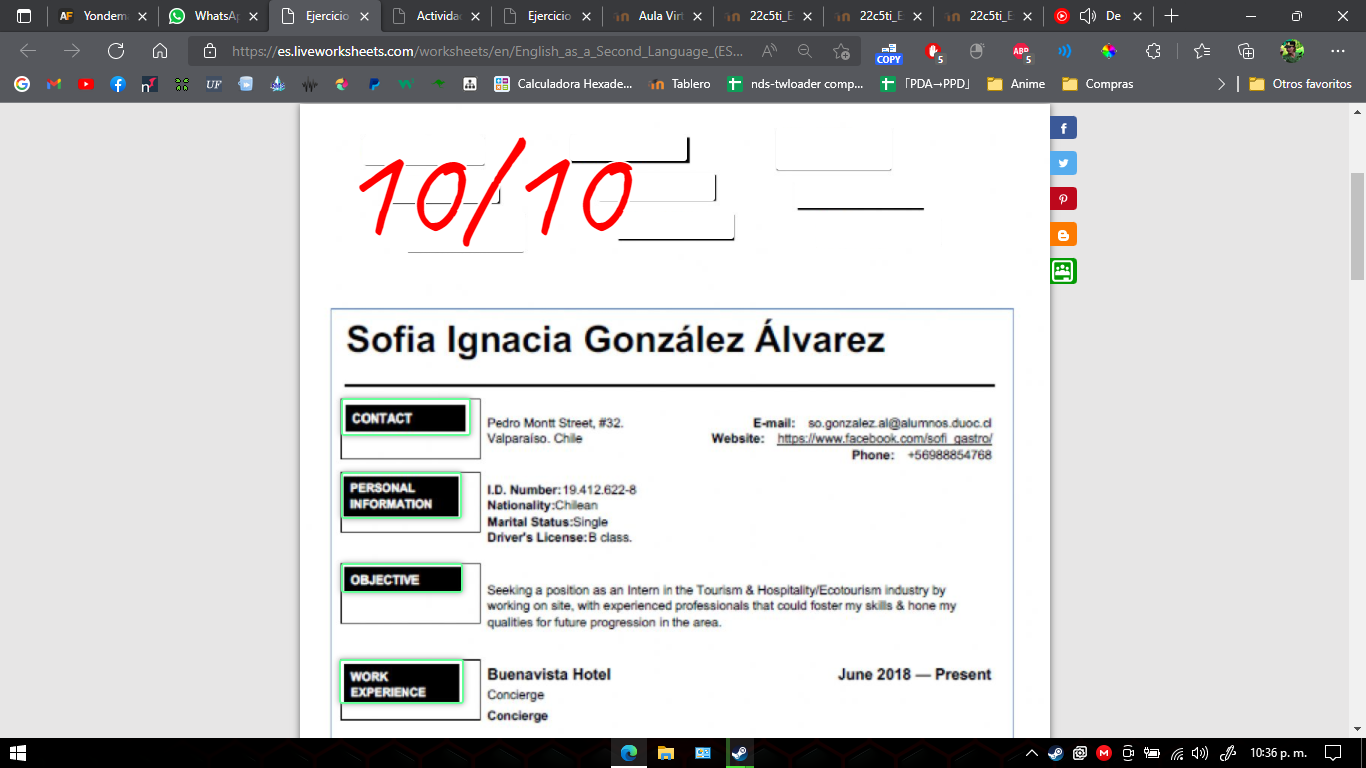 Yondema
WhatsAp
Ejercicio
Activida
Ejercicio
Aula Virt
22c5ti_E
22c5ti_E
22c5ti_E
De
https://es.liveworksheets.com/worksheets/en/English_as_a_Second_Language_(ES...
COPY
5
ABP
5
UF
Calculadora Hexade...
Tablero
nds-twloader comp...
「PDA→PPD」
Anime
Compras
Otros favoritos
10/10
Sofia Ignacia González Álvarez
CONTACT
Pedro Montt Street, #32.
Valparaíso. Chile
E-mail: so.gonzalez.al@alumnos.duoc.cl
Website: https://www.facebook.com/sofi_gastro/
Phone: +56988854768
PERSONAL
INFORMATION
I.D. Number:19.412.622-8
Nationality:Chilean
Marital Status:Single
Driver's License:B class.
OBJECTIVE
Seeking a position as an Intern in the Tourism & Hospitality/Ecotourism industry by
working on site, with experienced professionals that could foster my skills & hone my
qualities for future progression in the area.
WORK
EXPERIENCE
Buenavista Hotel
June 2018 — Present
Concierge
Concierge
10:36 p. m.